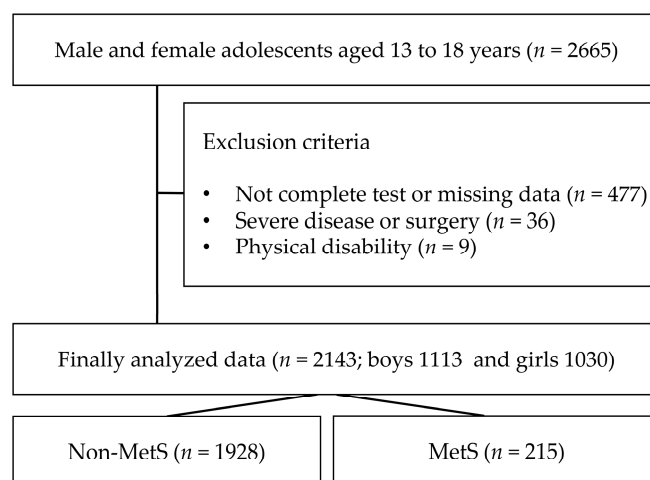 Male and female adolescents aged 13 to 18 years (n = 2665)
Exclusion criteria
• Not complete test or missing data (n = 477)
• Severe disease or surgery (n = 36)
• Physical disability (n = 9)
Finally analyzed data (n = 2143; boys 1113 and girls 1030)
Non-MetS (n = 1928)
MetS (n = 215)